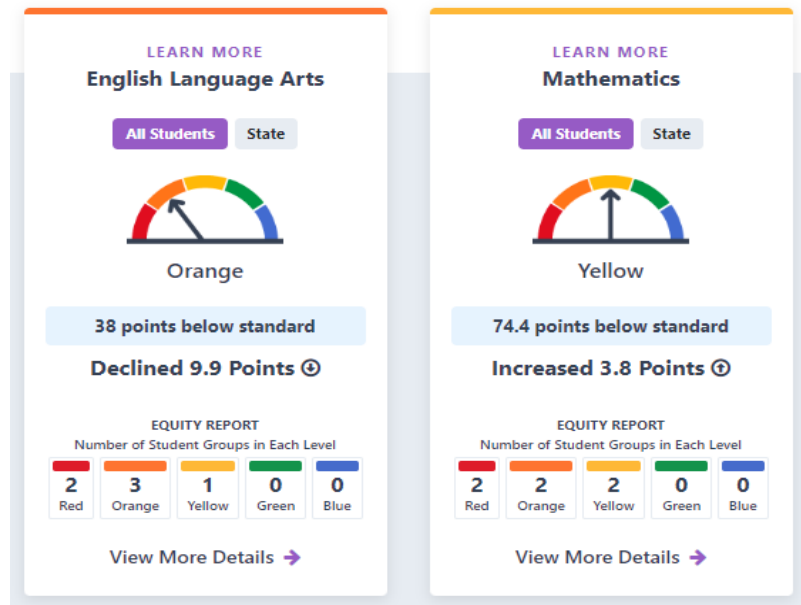 LEARN MORE
English Language Arts
All Students State
Orange
38 points below standard
Declined 9.9 Points
EQUITY REPORT
Number of Student Groups in Each Level
2 3 1 0 0
Red Orange Yellow Green Blue
View More Details
LEARN MORE
Mathematics
All Students State
Yellow
74.4 points below standard
Increased 3.8 Points
EQUITY REPORT
Number of Student Groups in Each Level
2 2 2 0 0
Red Orange Yellow Green Blue
View More Details